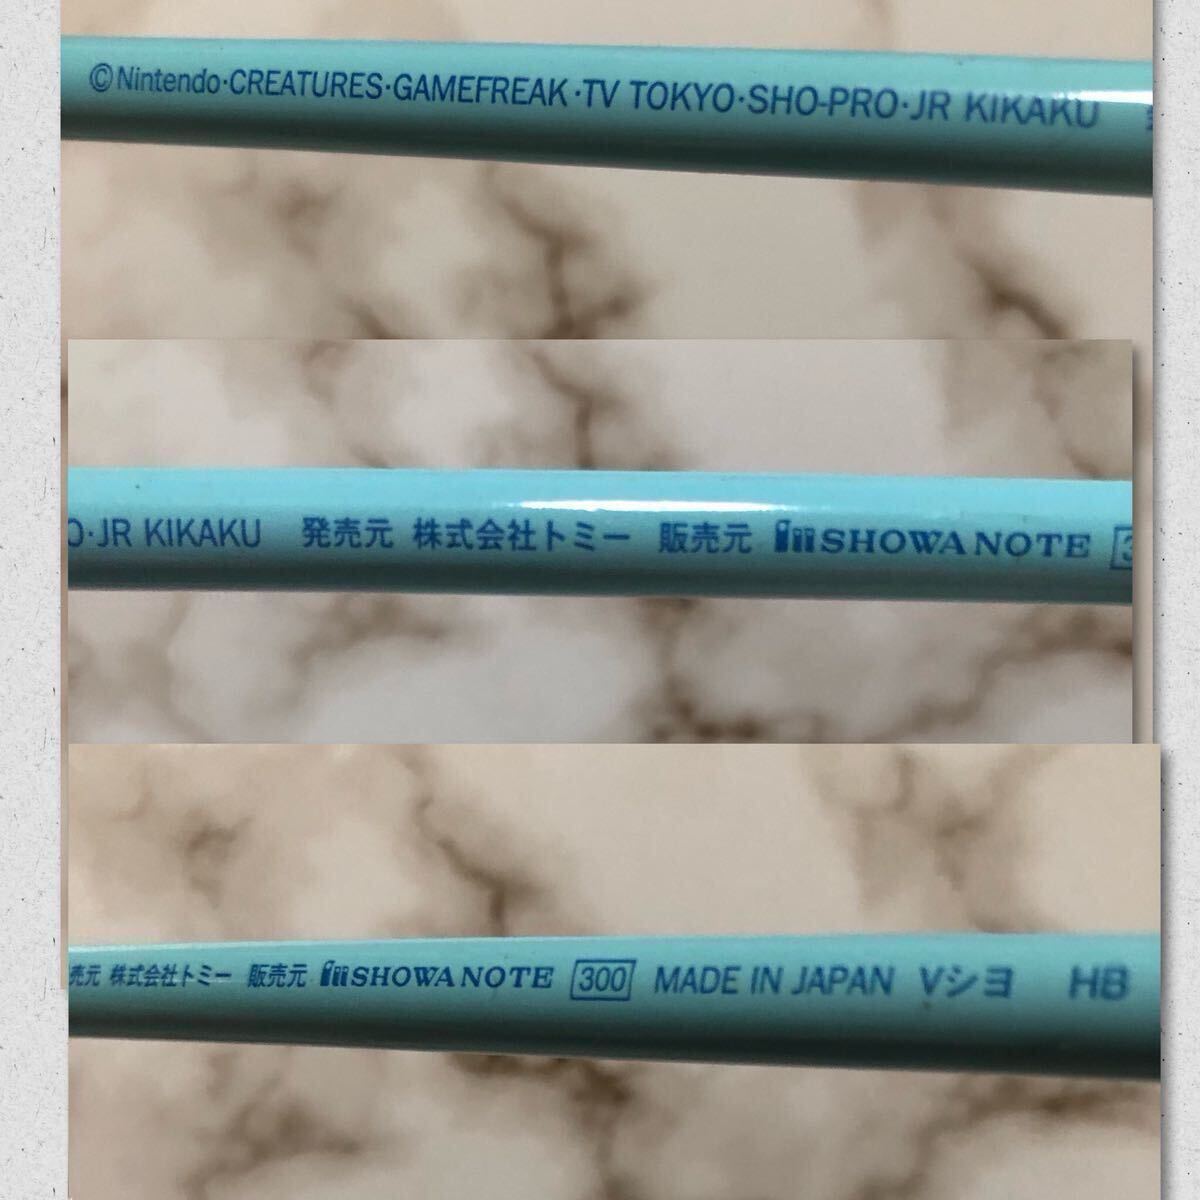 ©Nintendo·CREATURES·GAMEFREAK·TV TOKYO·SHO-PRO·JR KIKAKU
O·JR KIKAKU 発売元 株式会社トミー 販売元 SHOWA NOTE
売元 株式会社トミー 販売元 SHOWA NOTE 300 MADE IN JAPAN Vシヨ HB